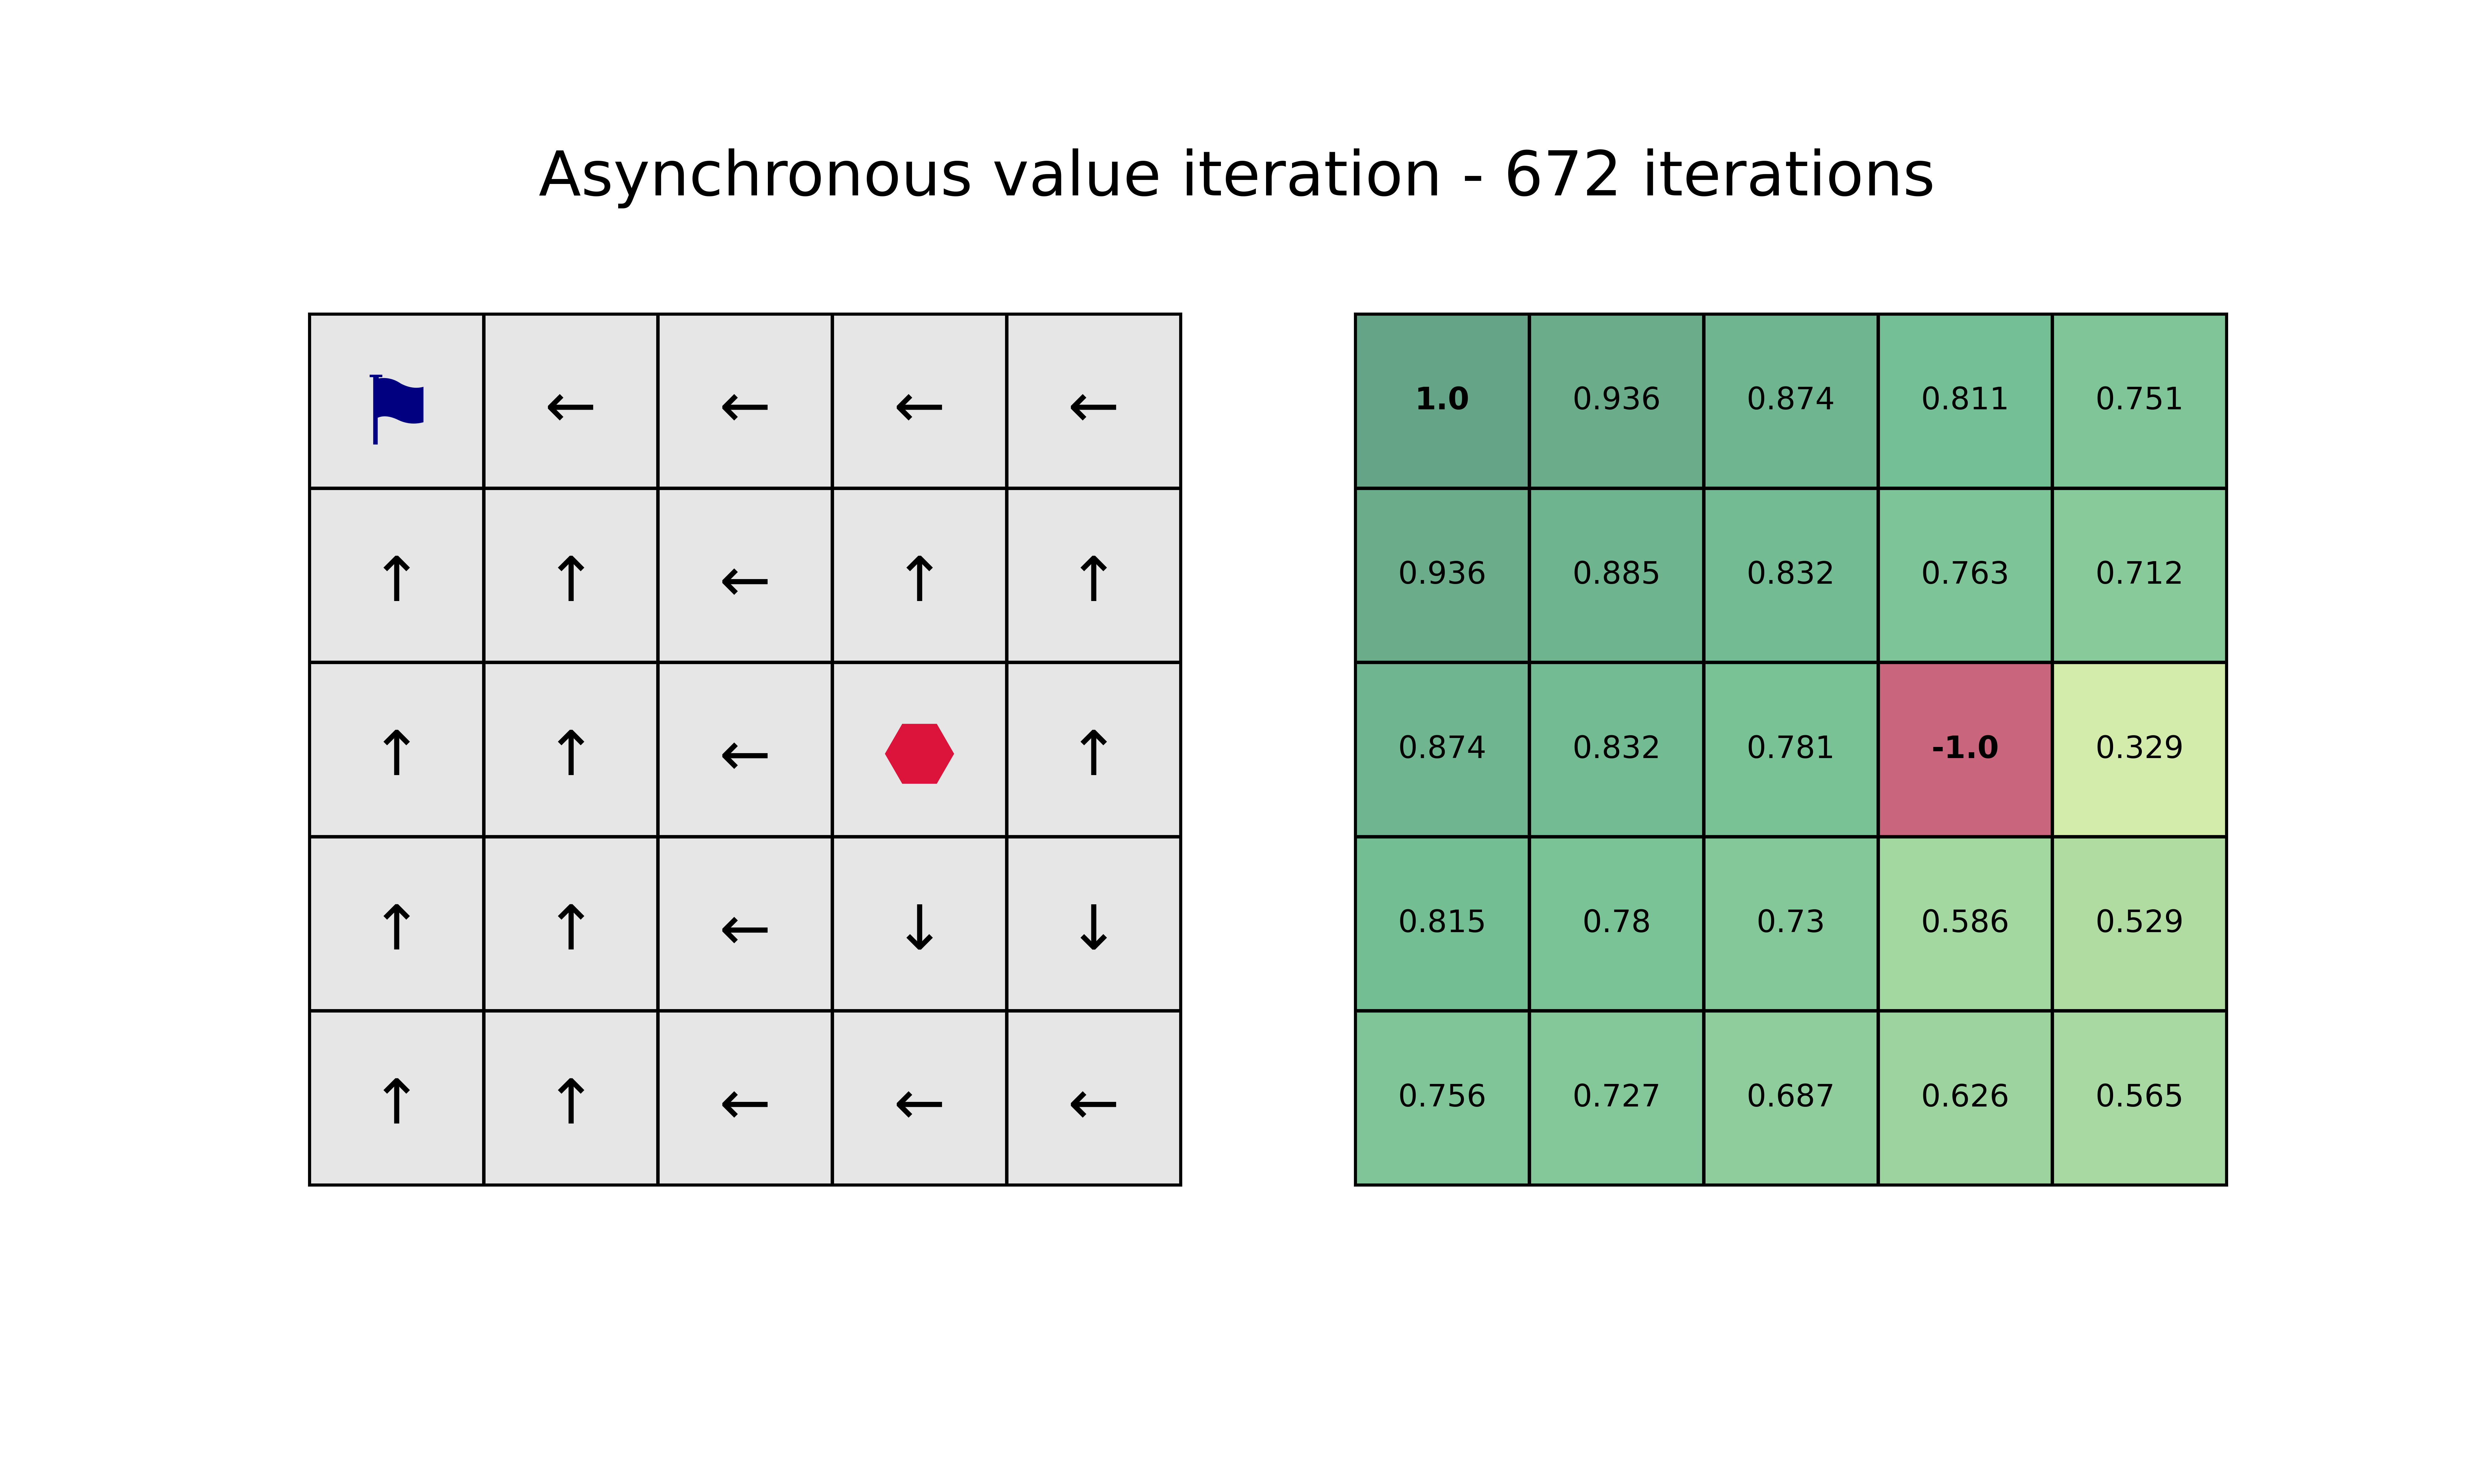 Asynchronous value iteration - 672 iterations
← ← ← ←
1.0 0.936 0.874 0.811 0.751
↑ ↑ ← ↑ ↑
0.936 0.885 0.832 0.763 0.712
↑ ↑ ← ↑
0.874 0.832 0.781 -1.0 0.329
↑ ↑ ← ↓ ↓
0.815 0.78 0.73 0.586 0.529
↑ ↑ ← ← ←
0.756 0.727 0.687 0.626 0.565